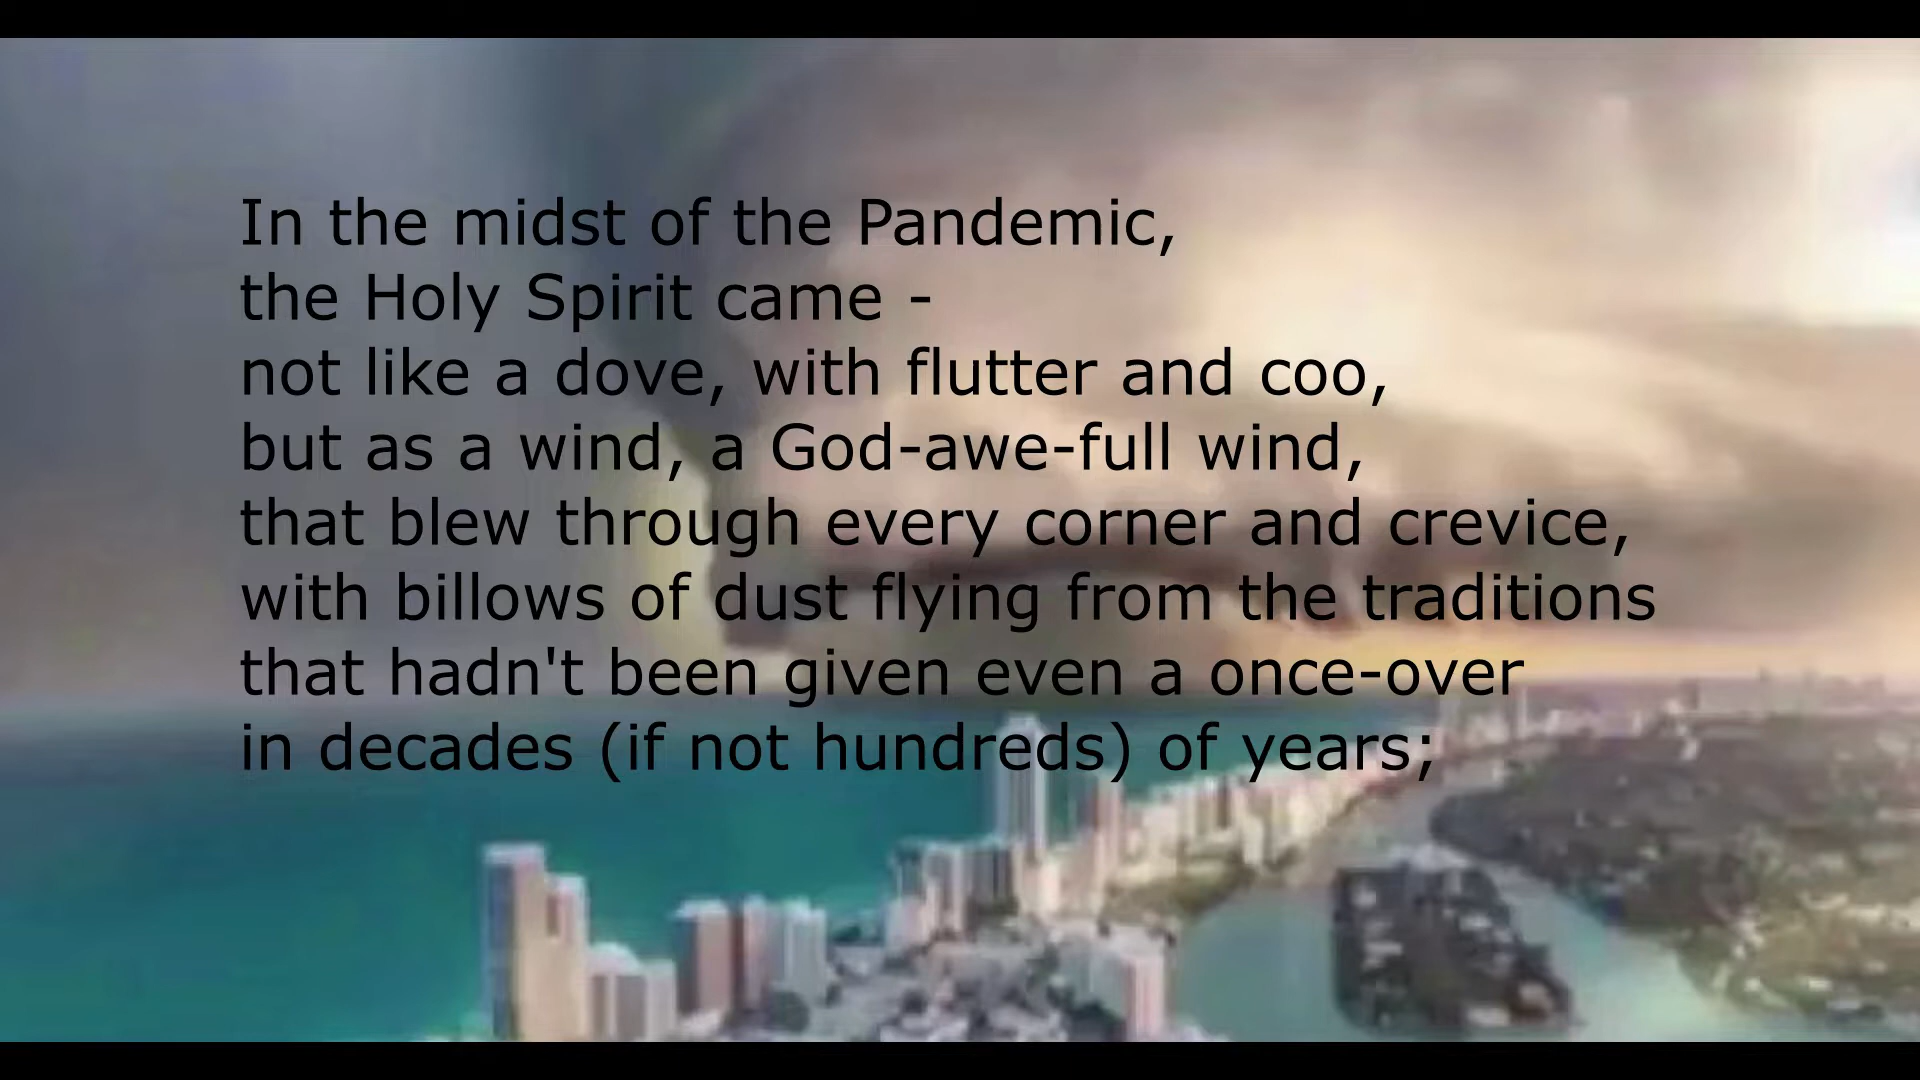 In the midst of the Pandemic,
the Holy Spirit came -
not like a dove, with flutter and coo,
but as a wind, a God-awe-full wind,
that blew through every corner and crevice,
with billows of dust flying from the traditions
that hadn't been given even a once-over
in decades (if not hundreds) of years;